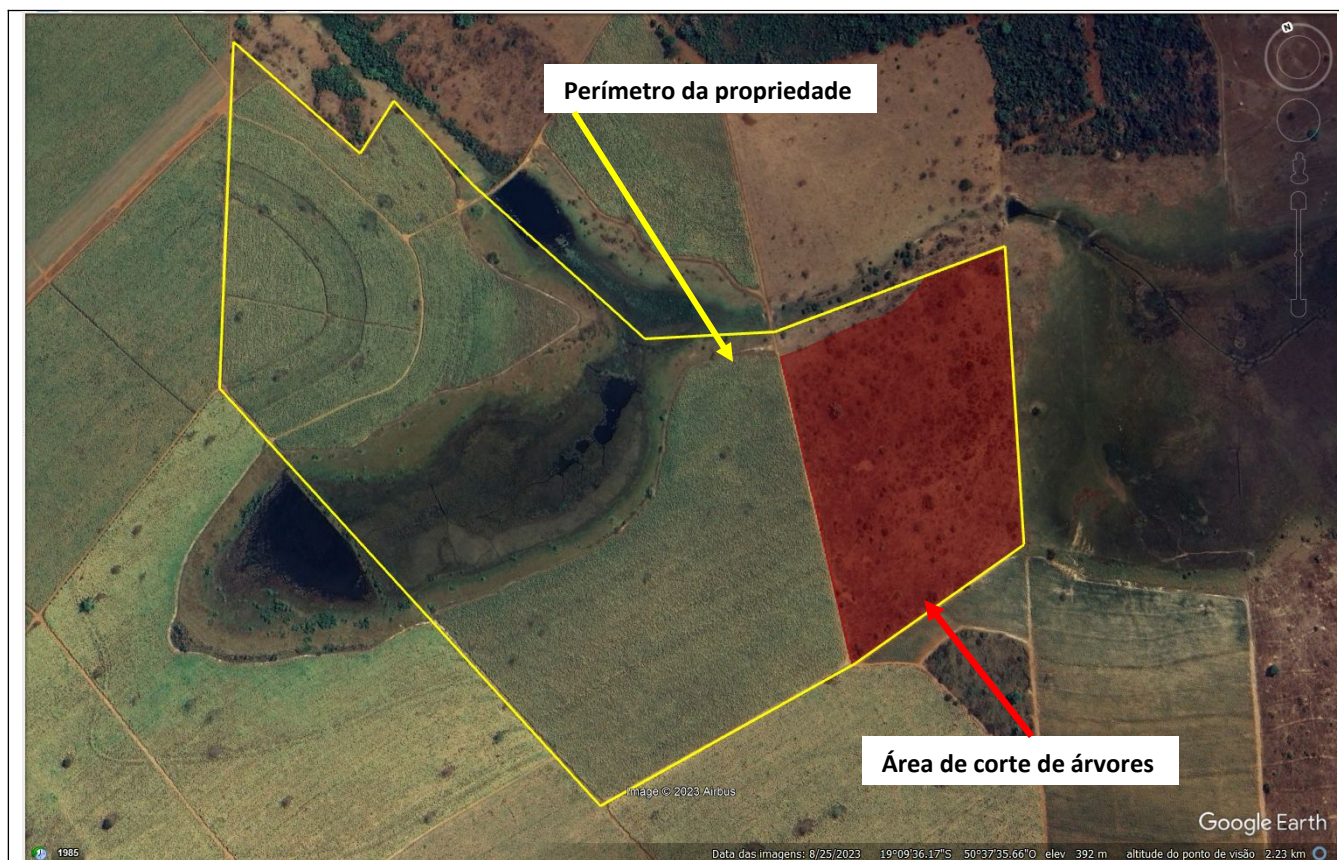 N
Perímetro da propriedade
Área de corte de árvores
Image © 2023 Airbus
Google Earth
1985
Data das imagens: 8/25/2023 19°09'36.17"S 50°37'35.66"O elev 392 m altitude do ponto de visão 2.23 km